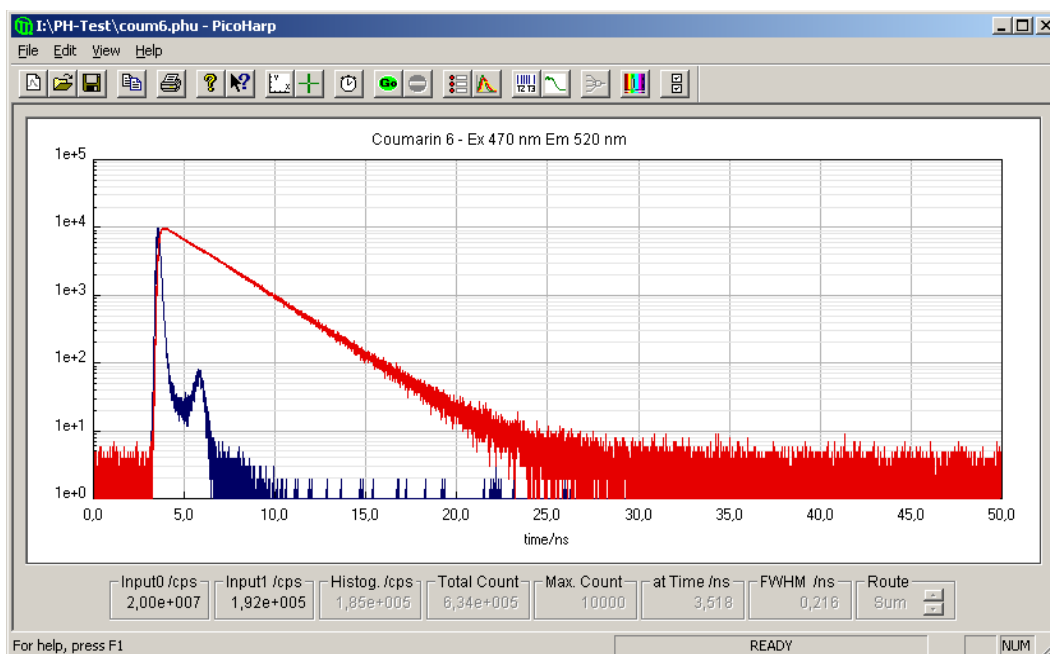 I:\PH-Test\coum6.phu - PicoHarp
File Edit View Help
Go T2 T3
Coumarin 6 - Ex 470 nm Em 520 nm
1e+5
1e+4
1e+3
1e+2
1e+1
1e+0
0,0 5,0 10,0 15,0 20,0 25,0 30,0 35,0 40,0 45,0 50,0
time/ns
Input0 /cps Input1 /cps Histog. /cps Total Count Max. Count at Time /ns FWHM /ns Route
2,00e+007 1,92e+005 1,85e+005 6,34e+005 10000 3,518 0,216 Sum
For help, press F1 READY NUM